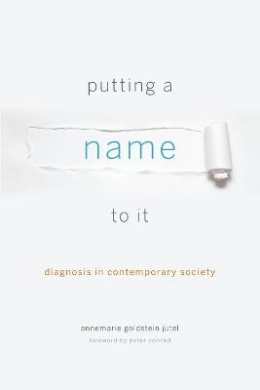 putting a
name
to it
diagnosis in contemporary society
annemarie goldstein jutel
foreword by peter conrad